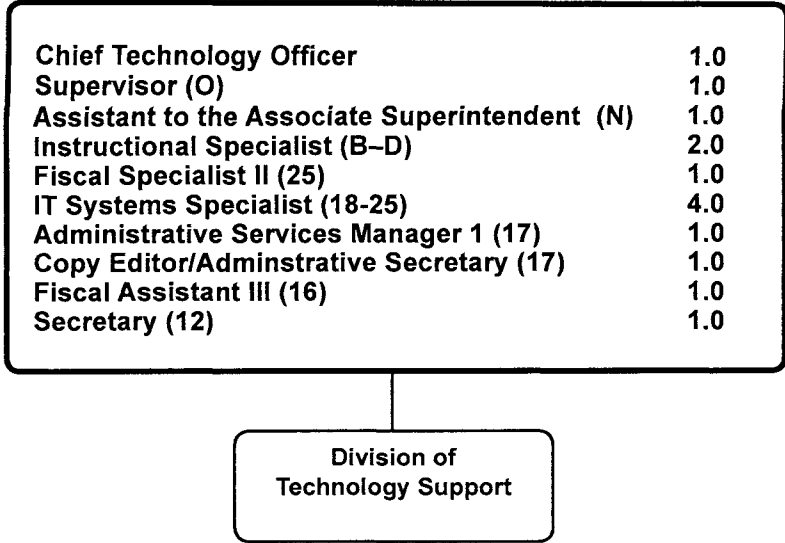 Chief Technology Officer 1.0
Supervisor (O) 1.0
Assistant to the Associate Superintendent (N) 1.0
Instructional Specialist (B–D) 2.0
Fiscal Specialist II (25) 1.0
IT Systems Specialist (18-25) 4.0
Administrative Services Manager 1 (17) 1.0
Copy Editor/Adminstrative Secretary (17) 1.0
Fiscal Assistant III (16) 1.0
Secretary (12) 1.0
Division of
Technology Support